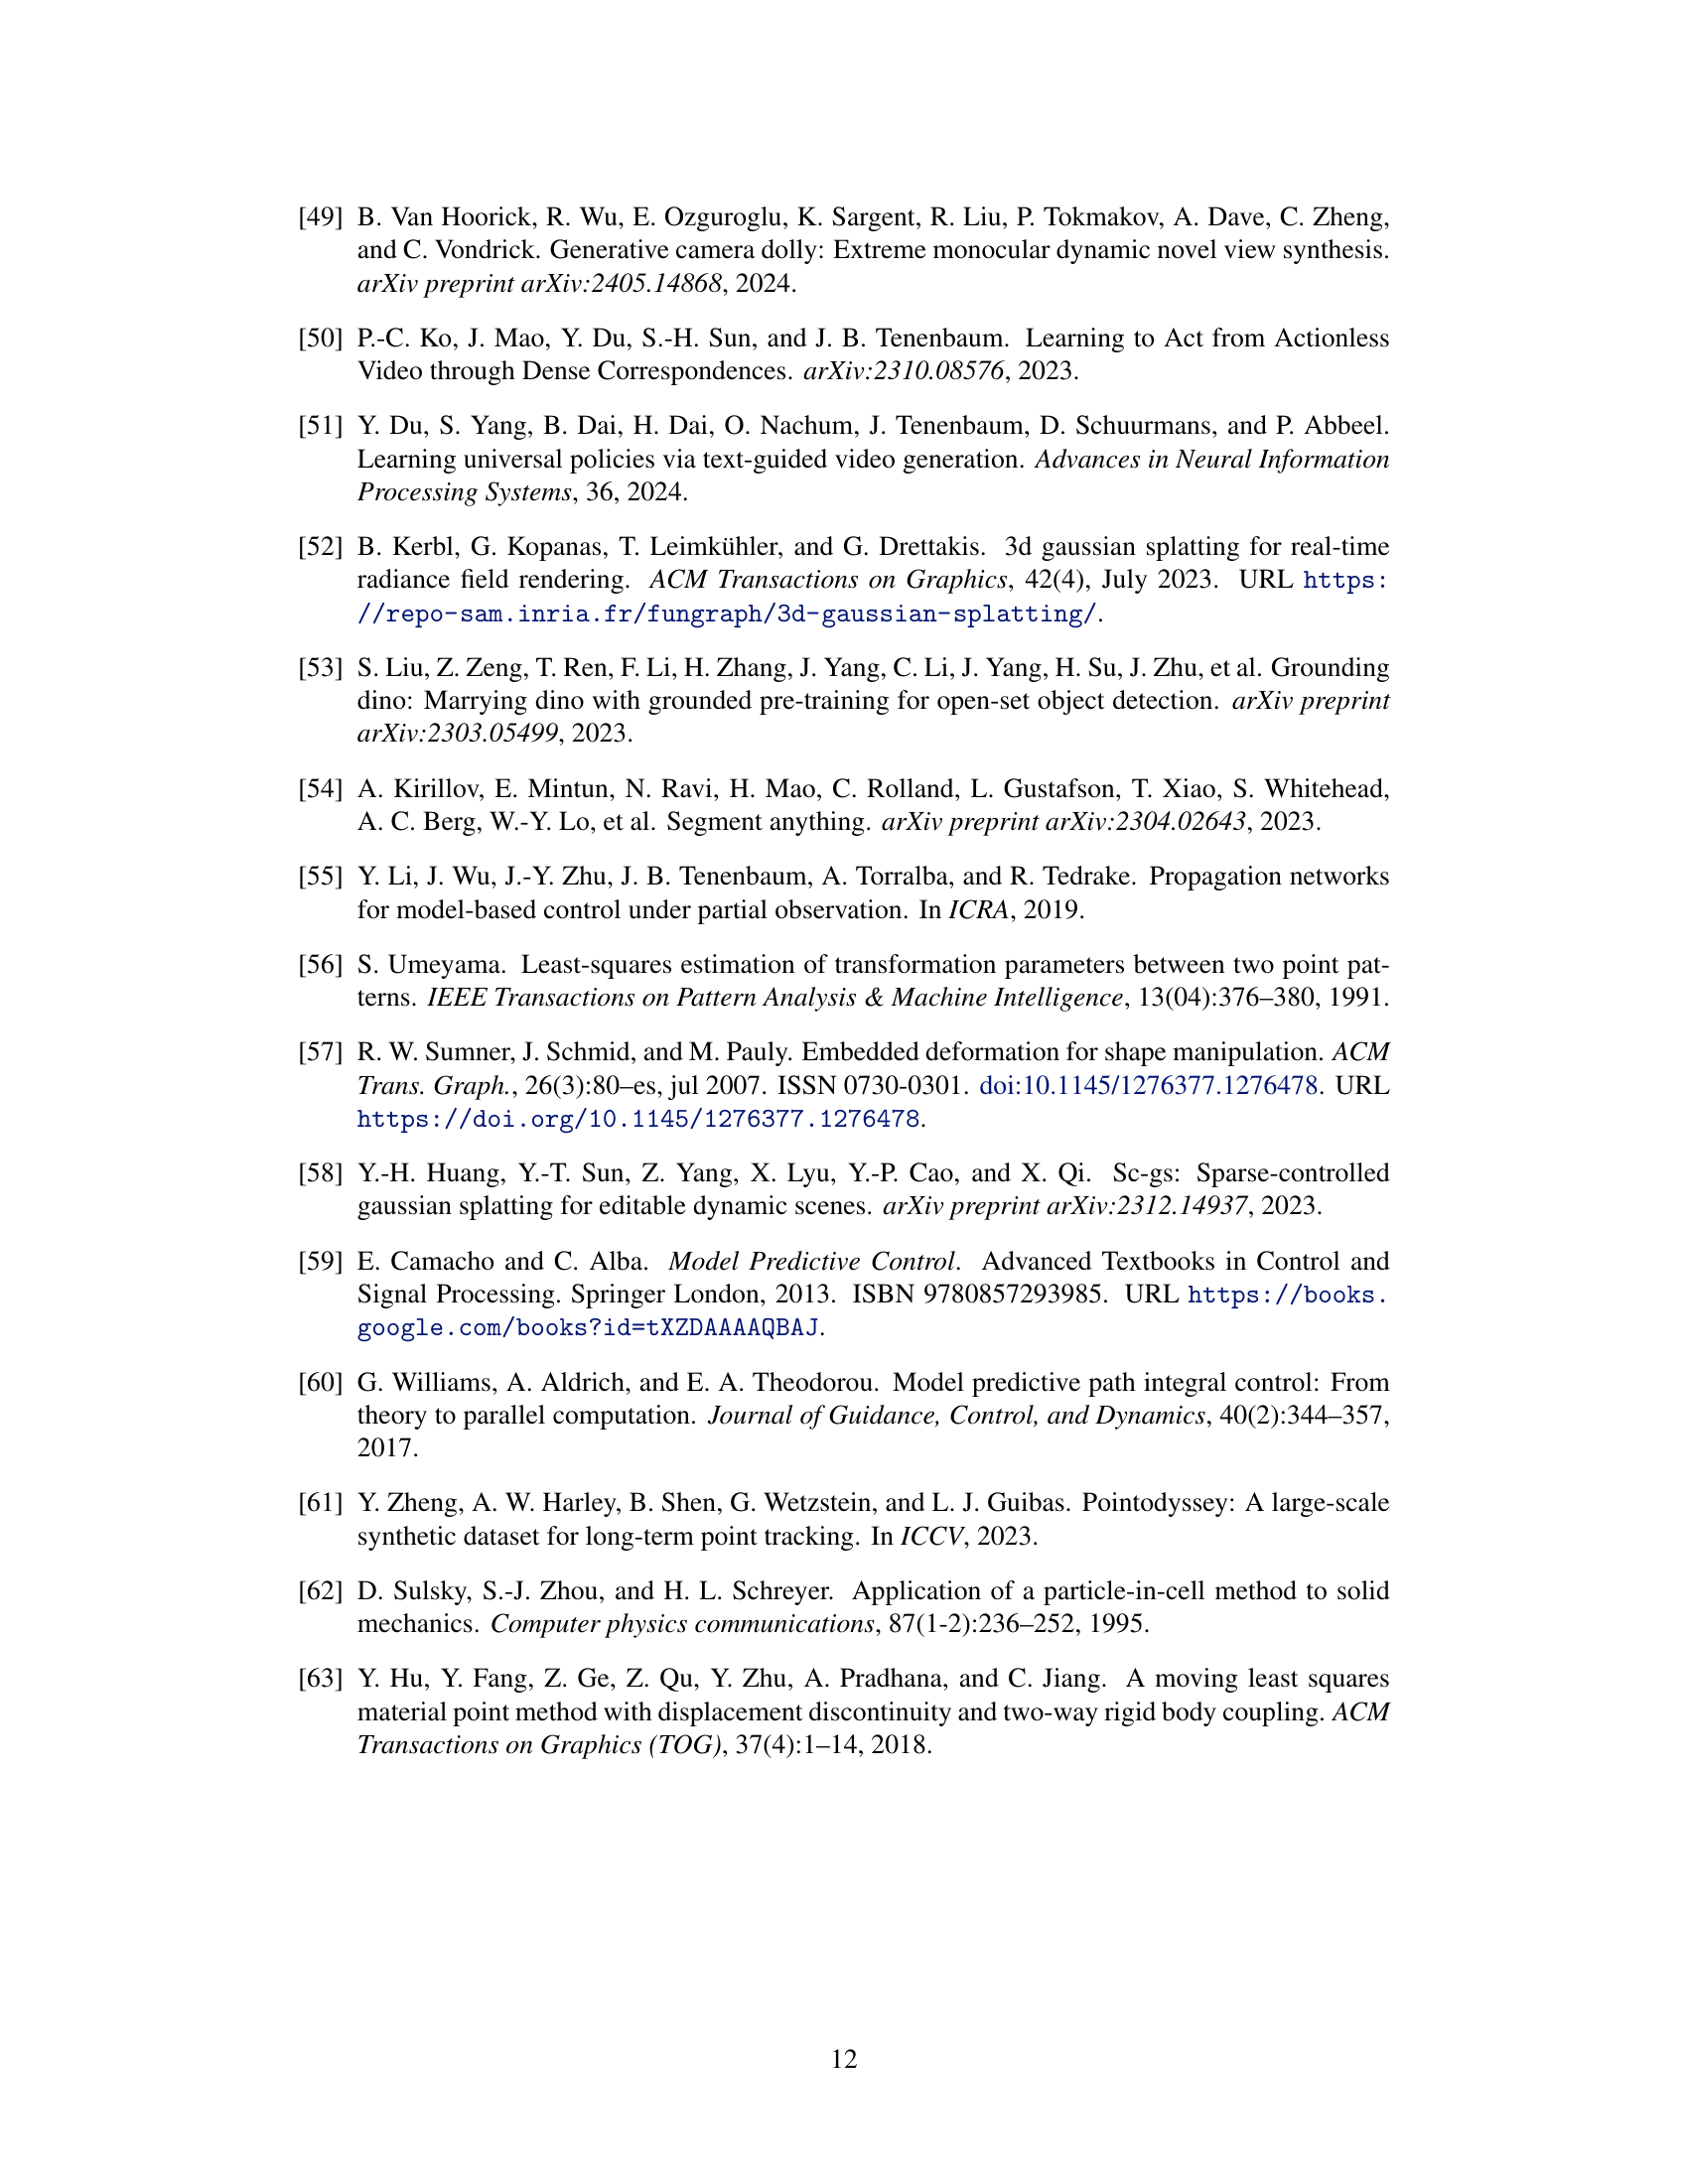 [49] B. Van Hoorick, R. Wu, E. Ozguroglu, K. Sargent, R. Liu, P. Tokmakov, A. Dave, C. Zheng,
and C. Vondrick. Generative camera dolly: Extreme monocular dynamic novel view synthesis.
arXiv preprint arXiv:2405.14868, 2024.
[50] P.-C. Ko, J. Mao, Y. Du, S.-H. Sun, and J. B. Tenenbaum. Learning to Act from Actionless
Video through Dense Correspondences. arXiv:2310.08576, 2023.
[51] Y. Du, S. Yang, B. Dai, H. Dai, O. Nachum, J. Tenenbaum, D. Schuurmans, and P. Abbeel.
Learning universal policies via text-guided video generation. Advances in Neural Information
Processing Systems, 36, 2024.
[52] B. Kerbl, G. Kopanas, T. Leimkühler, and G. Drettakis. 3d gaussian splatting for real-time
radiance field rendering. ACM Transactions on Graphics, 42(4), July 2023. URL https:
//repo-sam.inria.fr/fungraph/3d-gaussian-splatting/.
[53] S. Liu, Z. Zeng, T. Ren, F. Li, H. Zhang, J. Yang, C. Li, J. Yang, H. Su, J. Zhu, et al. Grounding
dino: Marrying dino with grounded pre-training for open-set object detection. arXiv preprint
arXiv:2303.05499, 2023.
[54] A. Kirillov, E. Mintun, N. Ravi, H. Mao, C. Rolland, L. Gustafson, T. Xiao, S. Whitehead,
A. C. Berg, W.-Y. Lo, et al. Segment anything. arXiv preprint arXiv:2304.02643, 2023.
[55] Y. Li, J. Wu, J.-Y. Zhu, J. B. Tenenbaum, A. Torralba, and R. Tedrake. Propagation networks
for model-based control under partial observation. In ICRA, 2019.
[56] S. Umeyama. Least-squares estimation of transformation parameters between two point pat-
terns. IEEE Transactions on Pattern Analysis & Machine Intelligence, 13(04):376–380, 1991.
[57] R. W. Sumner, J. Schmid, and M. Pauly. Embedded deformation for shape manipulation. ACM
Trans. Graph., 26(3):80–es, jul 2007. ISSN 0730-0301. doi:10.1145/1276377.1276478. URL
https://doi.org/10.1145/1276377.1276478.
[58] Y.-H. Huang, Y.-T. Sun, Z. Yang, X. Lyu, Y.-P. Cao, and X. Qi. Sc-gs: Sparse-controlled
gaussian splatting for editable dynamic scenes. arXiv preprint arXiv:2312.14937, 2023.
[59] E. Camacho and C. Alba. Model Predictive Control. Advanced Textbooks in Control and
Signal Processing. Springer London, 2013. ISBN 9780857293985. URL https://books.
google.com/books?id=tXZDAAAAQBAJ.
[60] G. Williams, A. Aldrich, and E. A. Theodorou. Model predictive path integral control: From
theory to parallel computation. Journal of Guidance, Control, and Dynamics, 40(2):344–357,
2017.
[61] Y. Zheng, A. W. Harley, B. Shen, G. Wetzstein, and L. J. Guibas. Pointodyssey: A large-scale
synthetic dataset for long-term point tracking. In ICCV, 2023.
[62] D. Sulsky, S.-J. Zhou, and H. L. Schreyer. Application of a particle-in-cell method to solid
mechanics. Computer physics communications, 87(1-2):236–252, 1995.
[63] Y. Hu, Y. Fang, Z. Ge, Z. Qu, Y. Zhu, A. Pradhana, and C. Jiang. A moving least squares
material point method with displacement discontinuity and two-way rigid body coupling. ACM
Transactions on Graphics (TOG), 37(4):1–14, 2018.
12